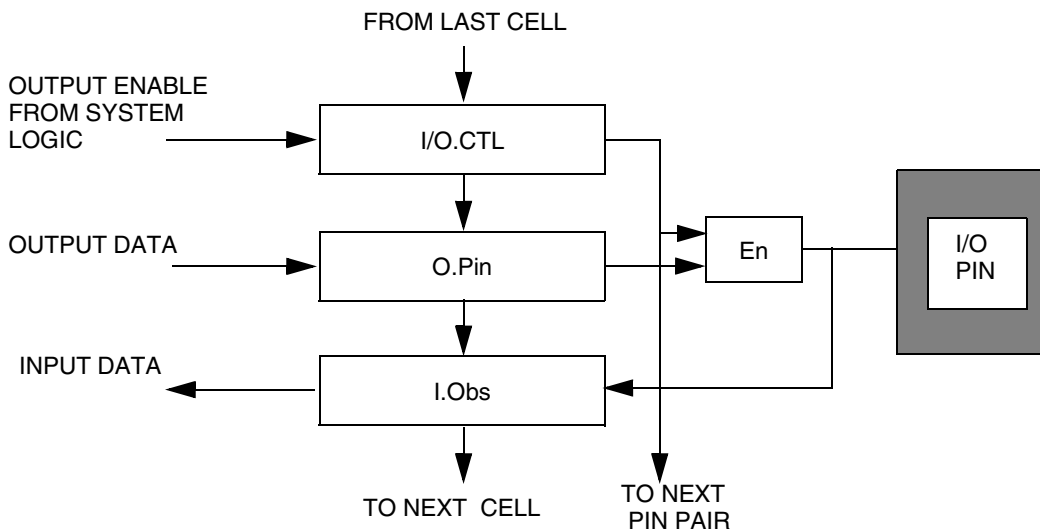 FROM LAST CELL
OUTPUT ENABLE
FROM SYSTEM
LOGIC
I/O.CTL
OUTPUT DATA
O.Pin
En
I/O
PIN
INPUT DATA
I.Obs
TO NEXT CELL
TO NEXT
PIN PAIR